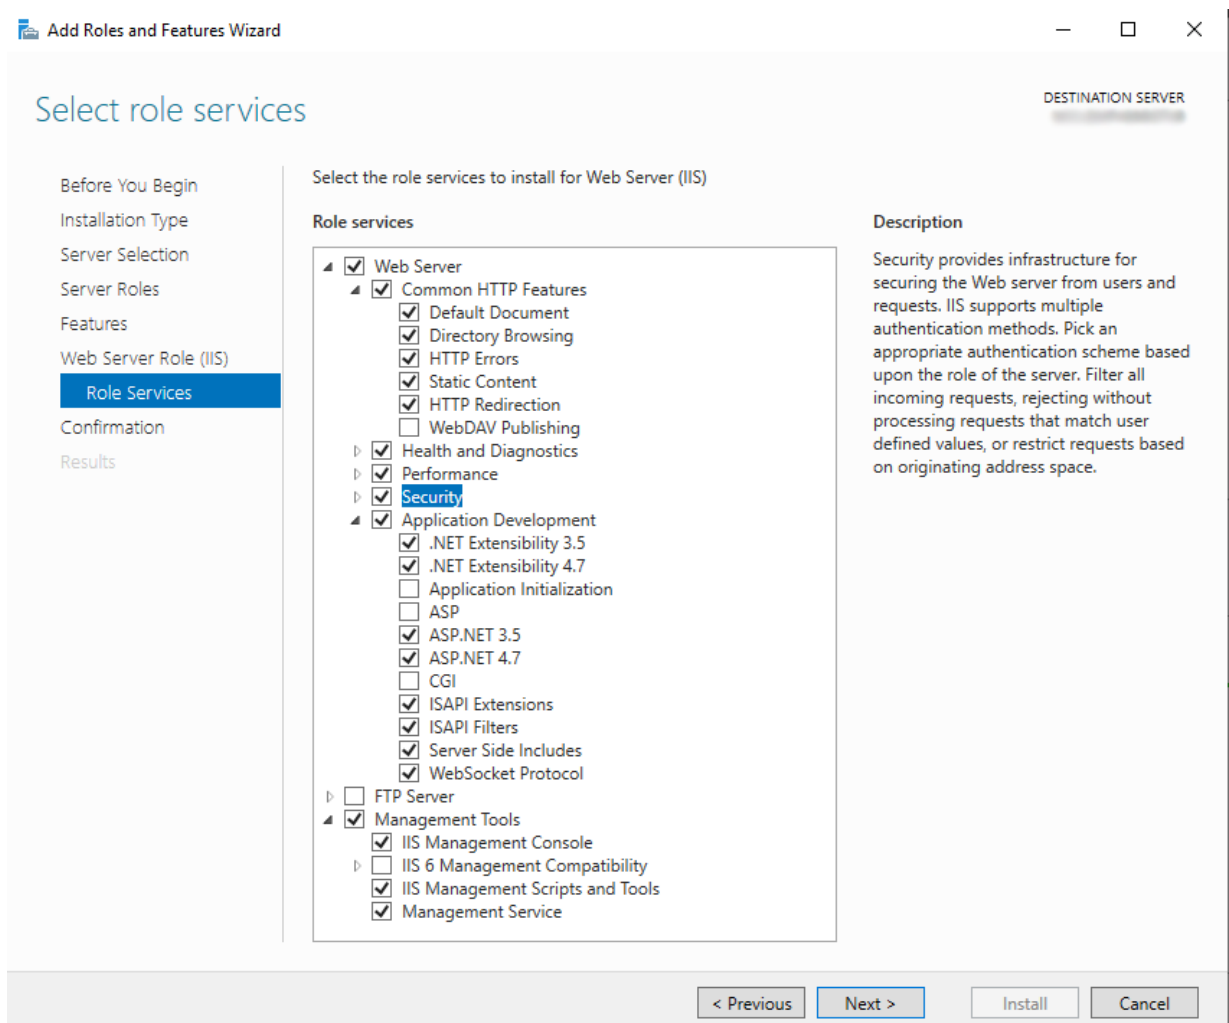 Add Roles and Features Wizard
Select role services
DESTINATION SERVER
Before You Begin
Installation Type
Server Selection
Server Roles
Features
Web Server Role (IIS)
Role Services
Confirmation
Results
Select the role services to install for Web Server (IIS)
Role services
Web Server
Common HTTP Features
Default Document
Directory Browsing
HTTP Errors
Static Content
HTTP Redirection
WebDAV Publishing
Health and Diagnostics
Performance
Security
Application Development
.NET Extensibility 3.5
.NET Extensibility 4.7
Application Initialization
ASP
ASP.NET 3.5
ASP.NET 4.7
CGI
ISAPI Extensions
ISAPI Filters
Server Side Includes
WebSocket Protocol
FTP Server
Management Tools
IIS Management Console
IIS 6 Management Compatibility
IIS Management Scripts and Tools
Management Service
Description
Security provides infrastructure for
securing the Web server from users and
requests. IIS supports multiple
authentication methods. Pick an
appropriate authentication scheme based
upon the role of the server. Filter all
incoming requests, rejecting without
processing requests that match user
defined values, or restrict requests based
on originating address space.
< Previous
Next >
Install
Cancel